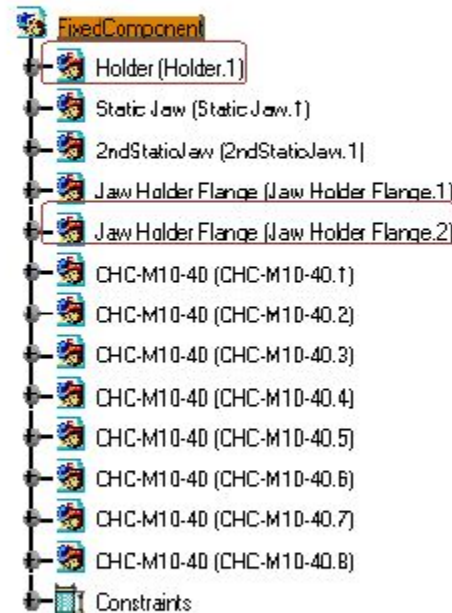 FixedComponent
Holder (Holder.1)
Static Jaw (Static Jaw.1)
2ndStaticJaw (2ndStaticJaw.1)
Jaw Holder Flange (Jaw Holder Flange.1)
Jaw Holder Flange (Jaw Holder Flange.2)
CHC-M10-40 (CHC-M10-40.1)
CHC-M10-40 (CHC-M10-40.2)
CHC-M10-40 (CHC-M10-40.3)
CHC-M10-40 (CHC-M10-40.4)
CHC-M10-40 (CHC-M10-40.5)
CHC-M10-40 (CHC-M10-40.6)
CHC-M10-40 (CHC-M10-40.7)
CHC-M10-40 (CHC-M10-40.8)
Constraints